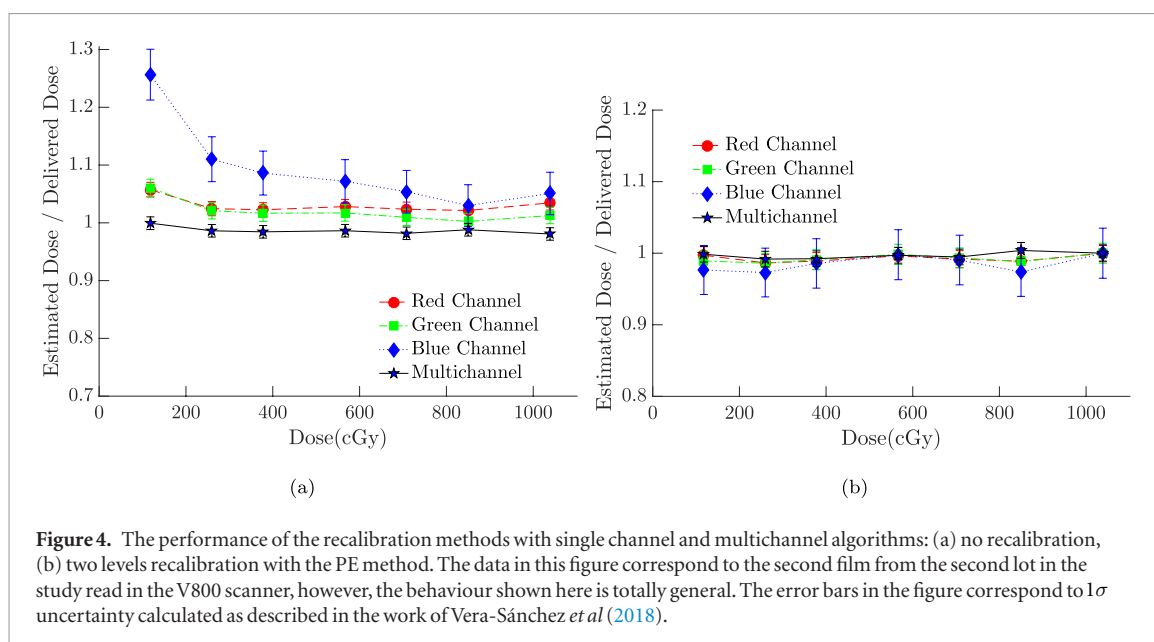 1.3
1.2
1.1
1
0.9
0.8
0.7
Estimated Dose / Delivered Dose
0
200
400
600
800
1000
Dose(cGy)
Red Channel
Green Channel
Blue Channel
Multichannel
(a)
1.2
1.1
1
0.9
0.8
Estimated Dose / Delivered Dose
0
200
400
600
800
1000
Dose(cGy)
Red Channel
Green Channel
Blue Channel
Multichannel
(b)
Figure 4. The performance of the recalibration methods with single channel and multichannel algorithms: (a) no recalibration,
(b) two levels recalibration with the PE method. The data in this figure correspond to the second film from the second lot in the
study read in the V800 scanner, however, the behaviour shown here is totally general. The error bars in the figure correspond to 1σ
uncertainty calculated as described in the work of Vera-Sánchez et al (2018).